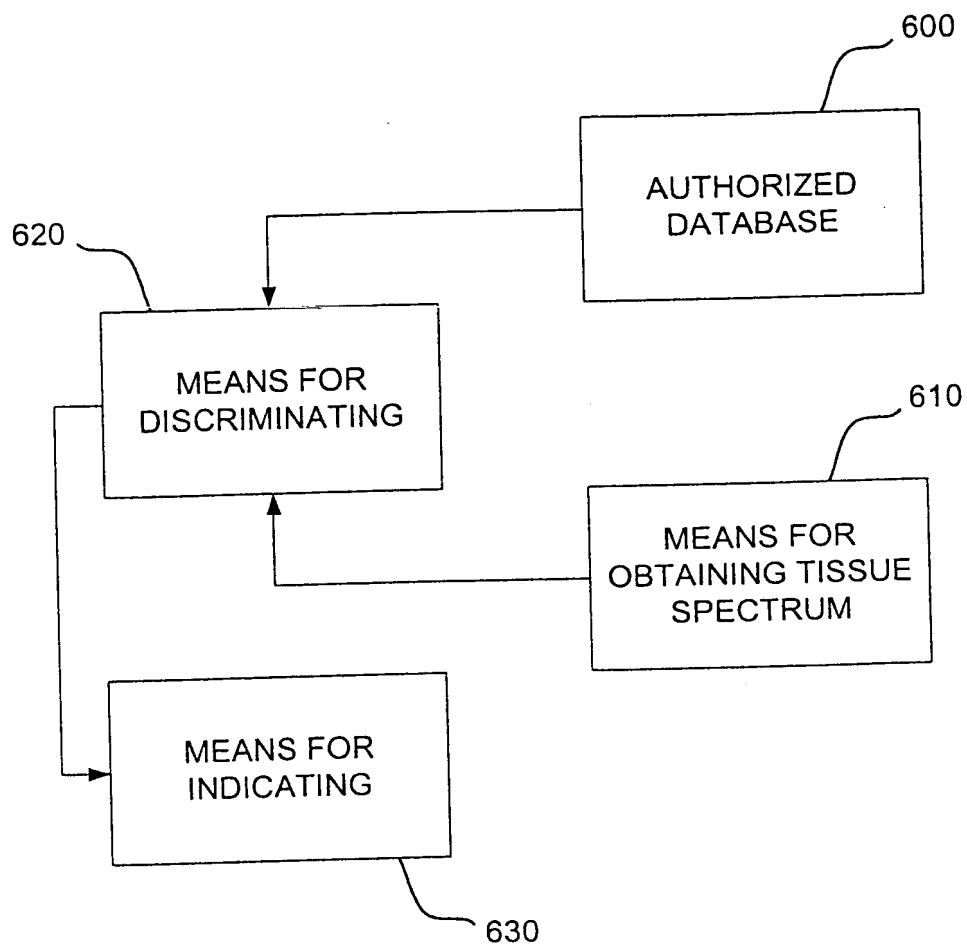 600
AUTHORIZED
DATABASE
620
MEANS FOR
DISCRIMINATING
610
MEANS FOR
OBTAINING TISSUE
SPECTRUM
MEANS FOR
INDICATING
630